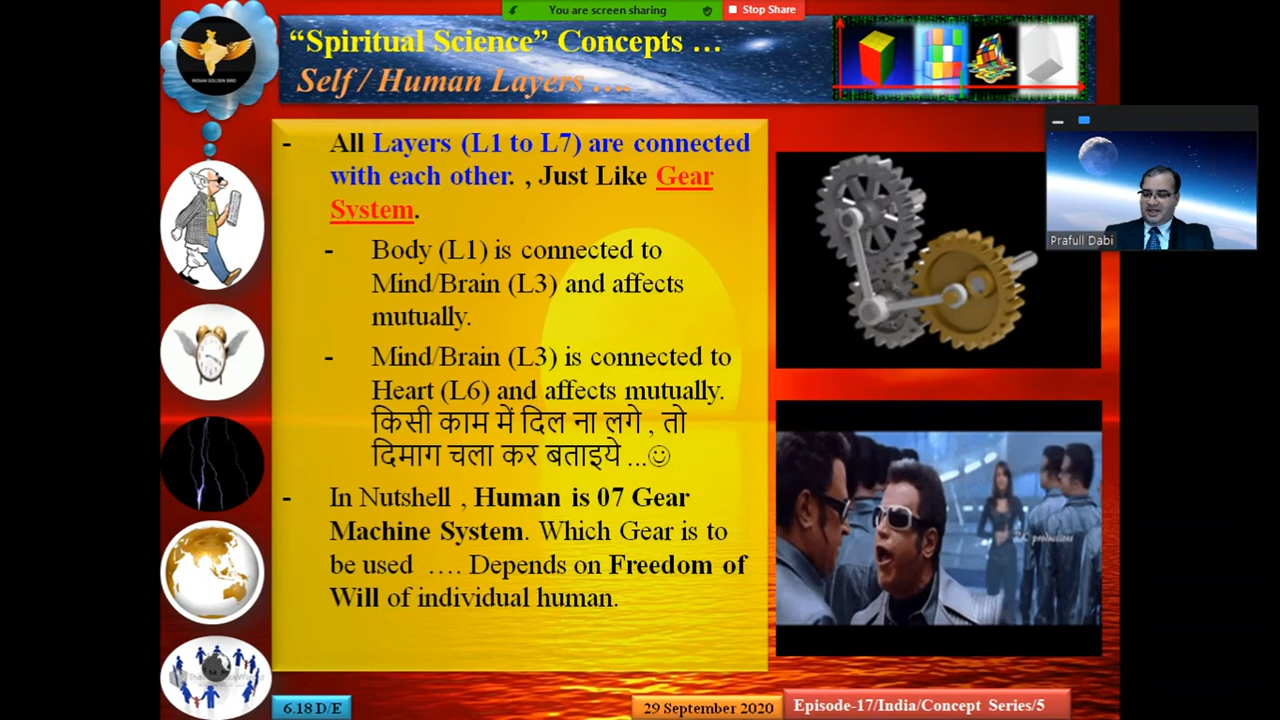 You are screen sharing
Stop Share
“Spiritual Science” Concepts …
Self / Human Layers ….
INDIAN GOLDEN BIRD
- All Layers (L1 to L7) are connected
with each other. , Just Like Gear
System.
- Body (L1) is connected to
Mind/Brain (L3) and affects
mutually.
- Mind/Brain (L3) is connected to
Heart (L6) and affects mutually.
किसी काम में दिल ना लगे , तो
दिमाग चला कर बताइये ...☺
- In Nutshell , Human is 07 Gear
Machine System. Which Gear is to
be used …. Depends on Freedom of
Will of individual human.
Prafull Dabi
productions
6.18 D/E
29 September 2020
Episode-17/India/Concept Series/5